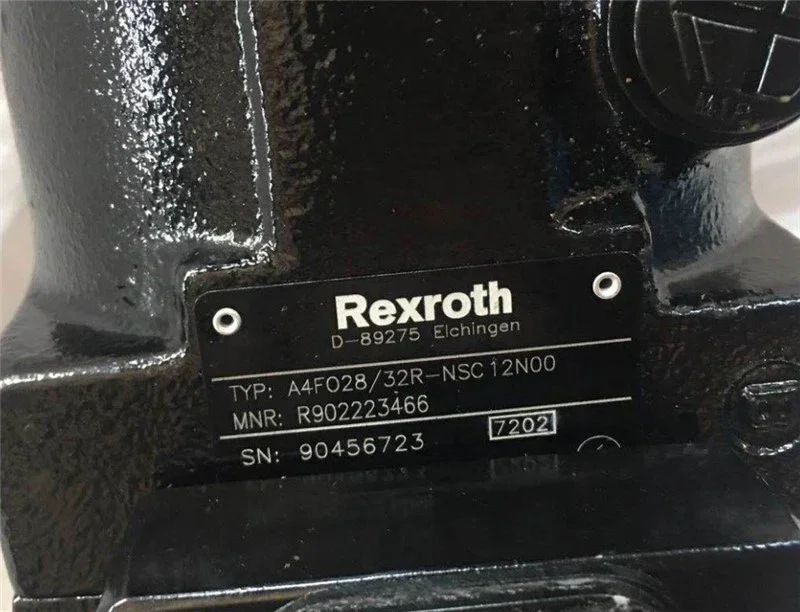 Rexroth
D-89275 Elchingen
TYP: A4FO28/32R-NSC12N00
MNR: R902223466
SN: 90456723 7202